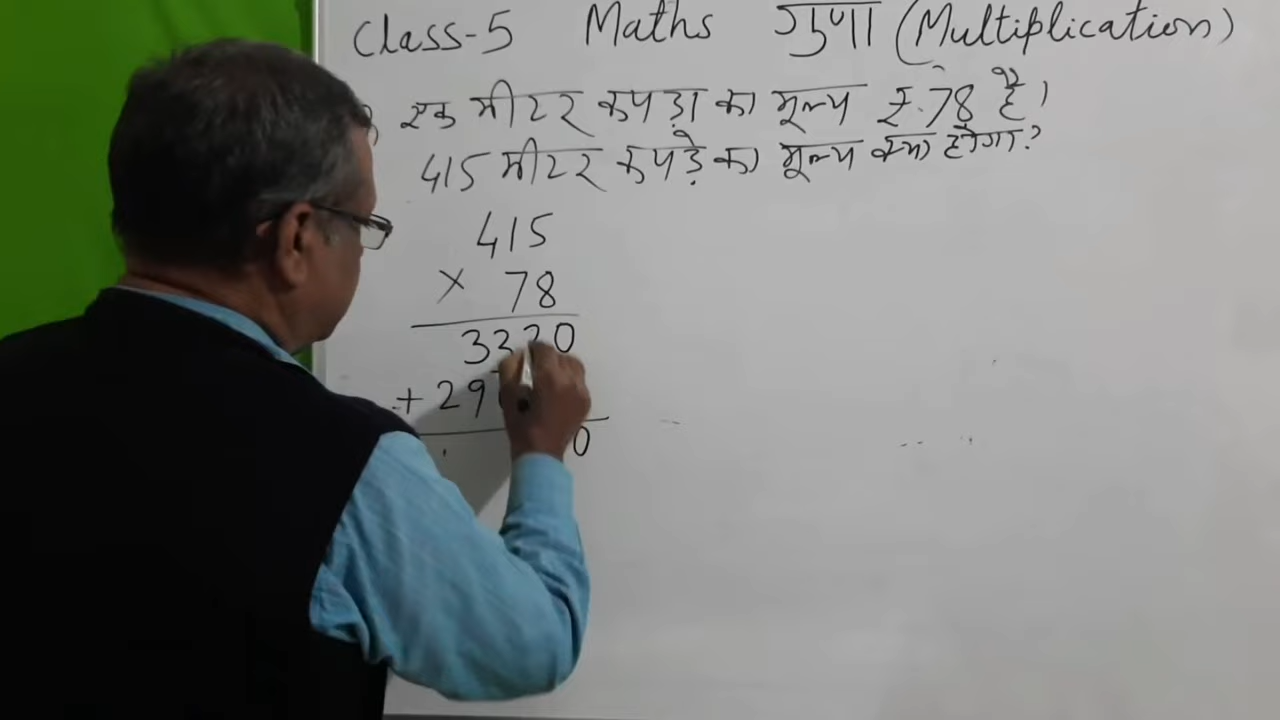 Class-5 Maths गुणा (Multiplication)
एक मीटर कपड़ा का मूल्य रु.78 है।
415 मीटर कपड़े का मूल्य क्या होगा?
415
× 78
3320
+ 29
0